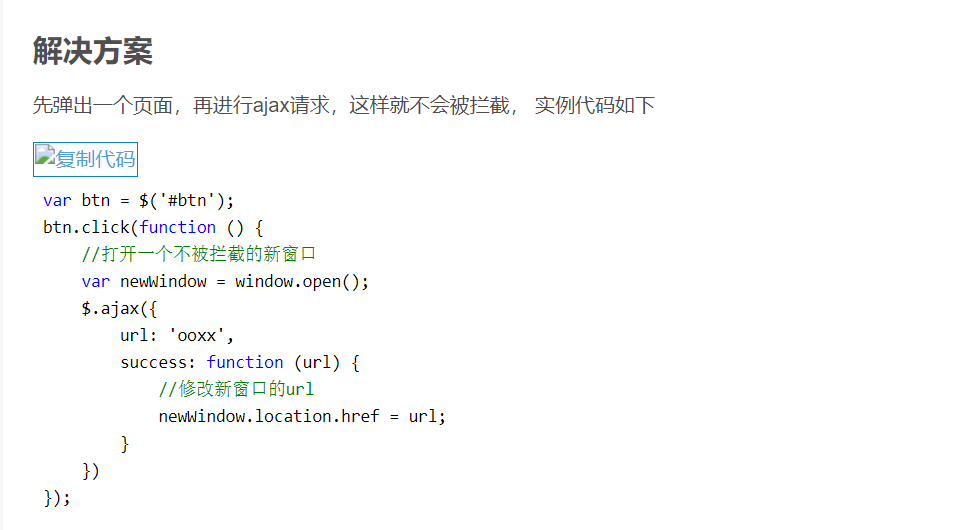 解决方案
先弹出一个页面，再进行ajax请求，这样就不会被拦截， 实例代码如下
复制代码
var btn = $('#btn');
btn.click(function () {
    //打开一个不被拦截的新窗口
    var newWindow = window.open();
    $.ajax({
        url: 'ooxx',
        success: function (url) {
            //修改新窗口的url
            newWindow.location.href = url;
        }
    })
});